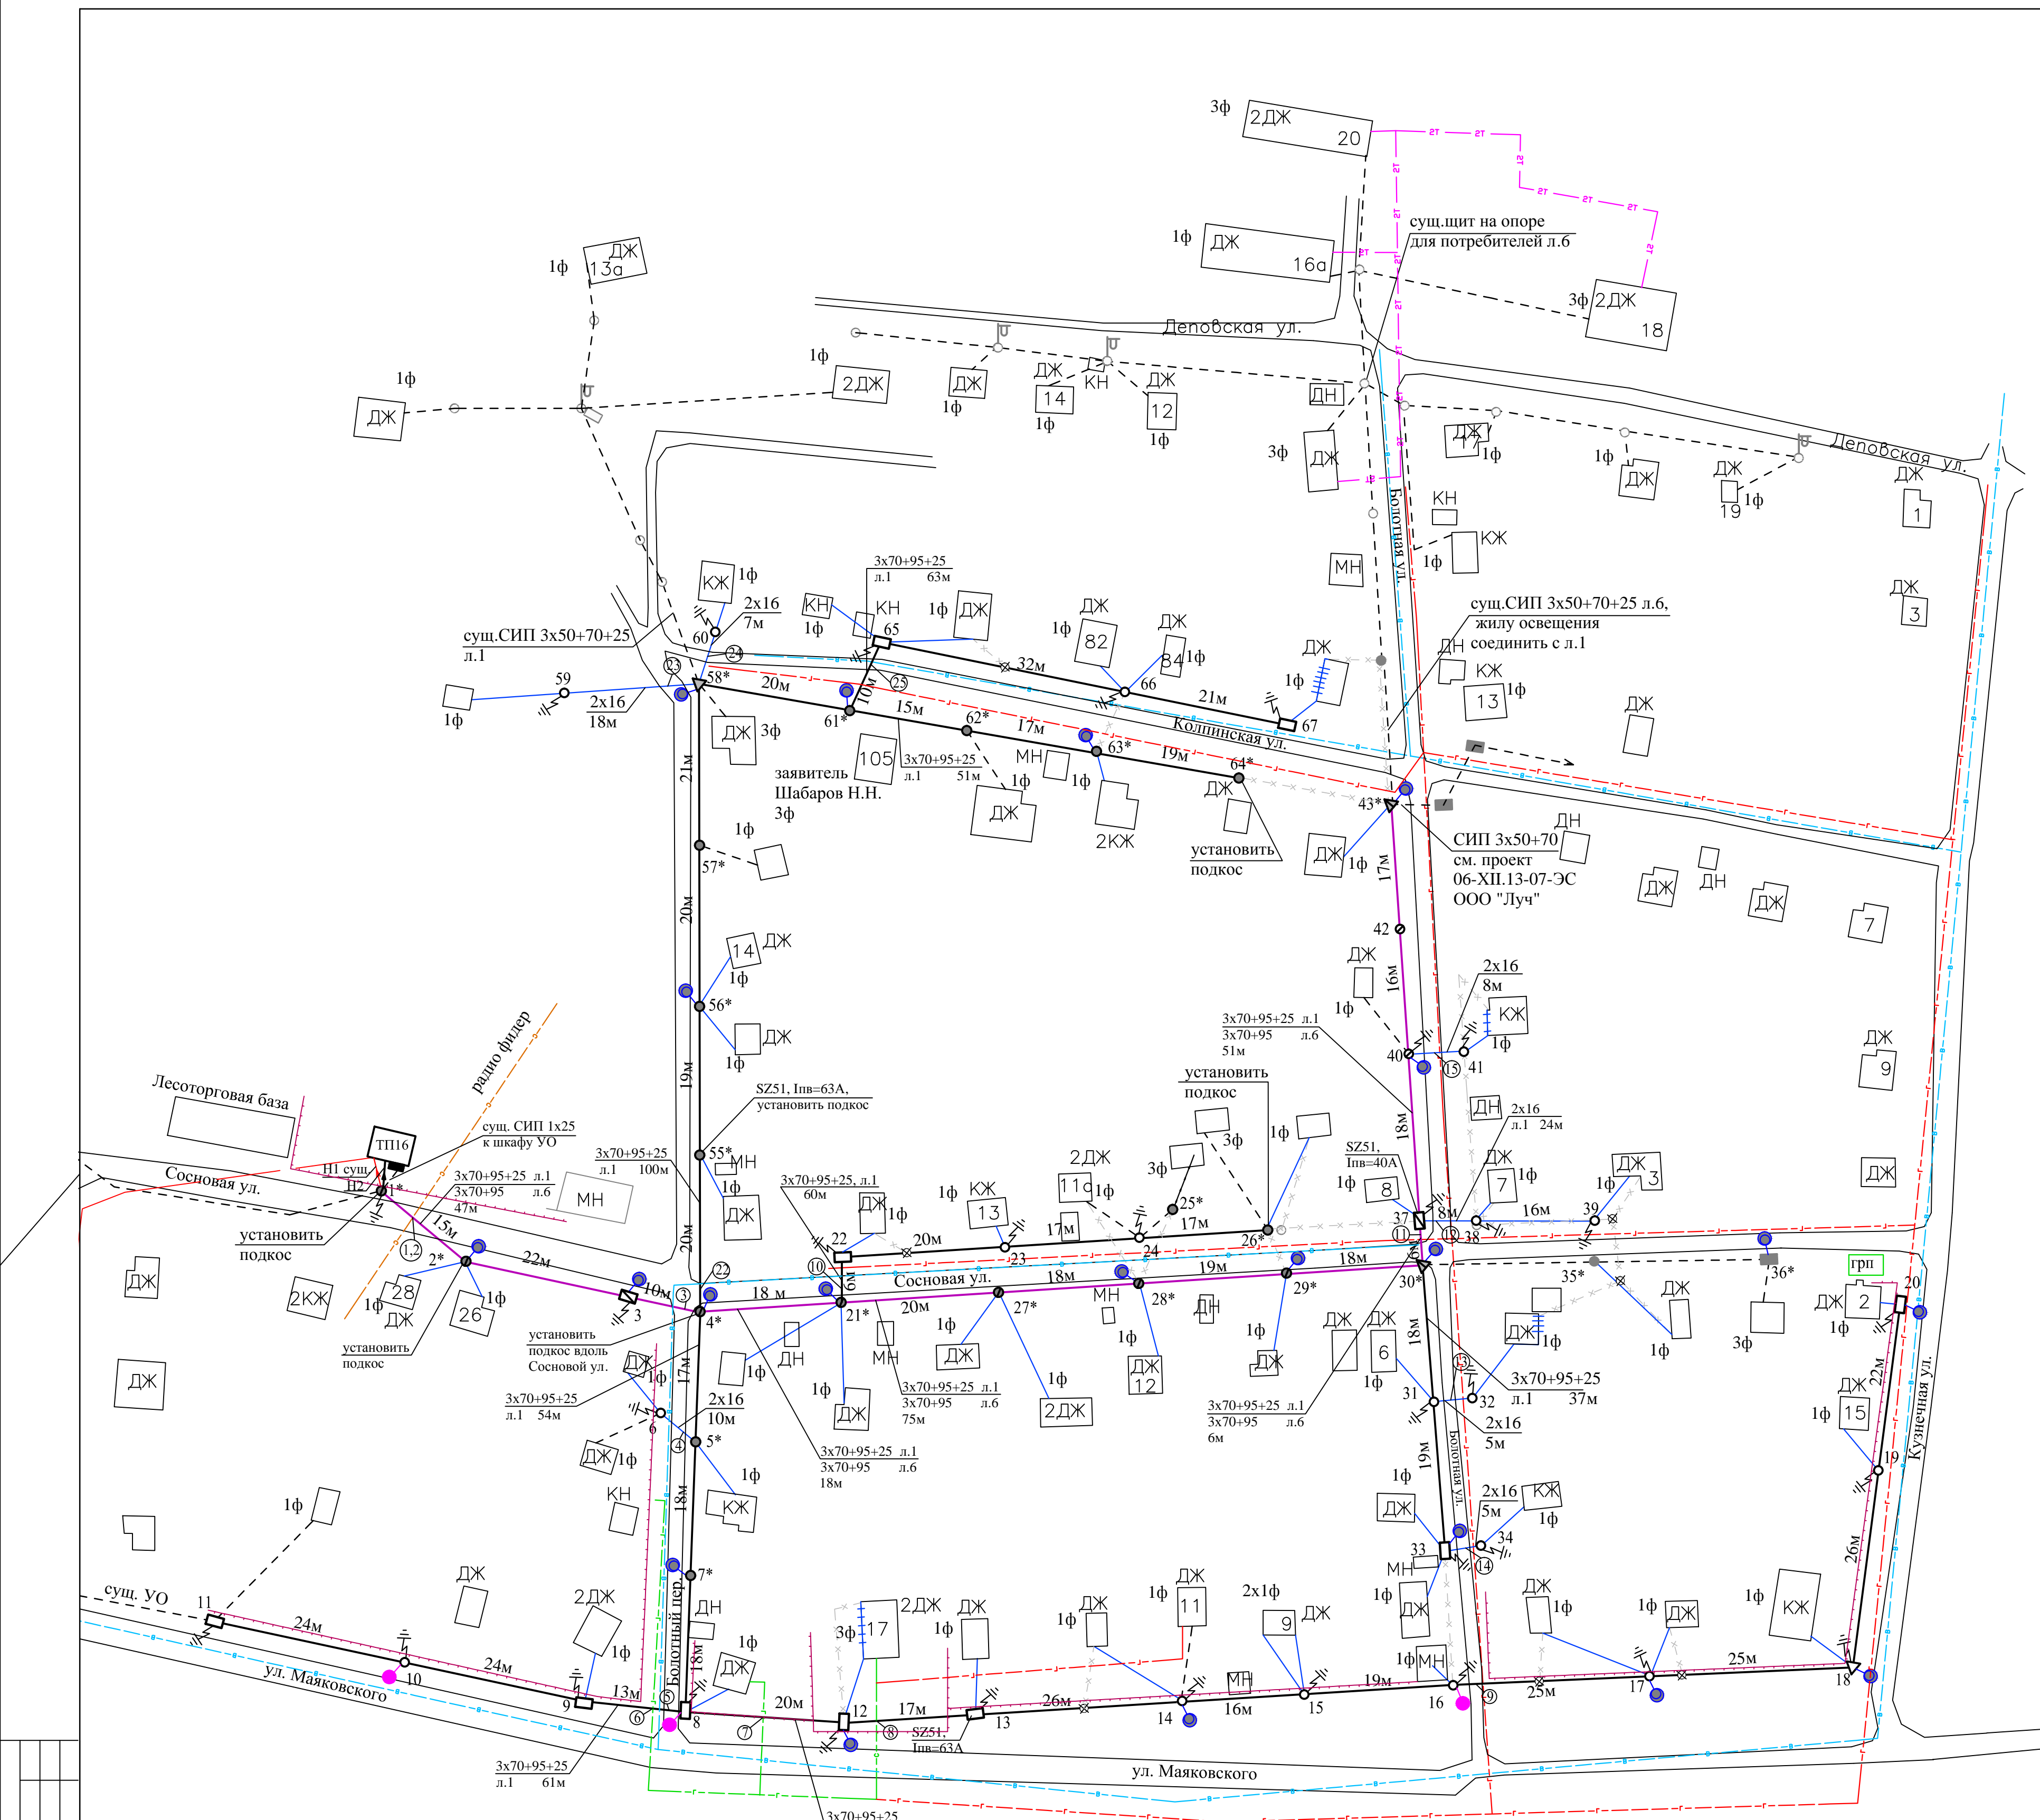 3ф
2ДЖ
20
1ф
ДЖ
16а
сущ.щит на опоре
для потребителей л.6
3ф
2ДЖ
18
1ф
ДЖ
13а
Деповская ул.
1ф
ДЖ
1ф
2ДЖ
ДЖ
1ф
ДЖ
14
1ф
КН
ДЖ
12
1ф
ДН
3ф
ДЖ
ДЖ
17
1ф
1ф
ДЖ
ДЖ
19
1ф
Деповская ул.
ДЖ
1
Болотная ул.
КН
1ф
КЖ
МН
ДЖ
3
3х70+95+25
л.1 63м
КЖ
1ф
2х16
7м
60
сущ.СИП 3х50+70+25
л.1
КН
1ф
КН
65
1ф
ДЖ
ДЖ
1ф
82
ДЖ
84
1ф
ДЖ
1ф
сущ.СИП 3х50+70+25 л.6,
жилу освещения
соединить с л.1
ДН
КЖ
13
1ф
ДЖ
23
24
25
59
1ф
2х16
18м
58*
20м
10м
32м
66
21м
67
61*
15м
62*
17м
63*
19м
64*
Колпинская ул.
ДЖ
3ф
21м
105
заявитель
Шабаров Н.Н.
3ф
3х70+95+25
л.1 51м
1ф
ДЖ
МН
1ф
2КЖ
ДЖ
установить
подкос
43*
ДЖ
1ф
СИП 3х50+70
см. проект
06-XII.13-07-ЭС
ООО "Луч"
ДН
ДЖ
ДН
ДЖ
7
57*
1ф
17м
20м
14
ДЖ
1ф
42
16м
ДЖ
1ф
2х16
8м
КЖ
1ф
56*
ДЖ
1ф
40
15
41
ДЖ
9
3х70+95+25 л.1
3х70+95 л.6
51м
радио фидер
19м
SZ51, Iпв=63А,
установить подкос
установить
подкос
18м
ДН
2х16
л.1 24м
Лесоторговая база
ТП16
сущ. СИП 1х25
к шкафу УО
Сосновая ул.
Н1 сущ.
Н2
1*
3х70+95+25 л.1
3х70+95 л.6
47м
МН
3х70+95+25
л.1 100м
55*
МН
1ф
ДЖ
3х70+95+25, л.1
60м
ДЖ
1ф
1ф
КЖ
13
2ДЖ
11а
1ф
3ф
25*
3ф
1ф
SZ51,
Iпв=40А
1ф
8
ДЖ
7
1ф
ДЖ
3
1ф
ДЖ
установить
подкос
15м
1,2
2*
22м
22
20м
23
17м
24
17м
26*
37
8м
38
16м
39
11
12
6м
20м
22
10
6м
Сосновая ул.
ДЖ
2КЖ
28
1ф
ДЖ
26
1ф
10м
3
3
4*
18 м
21*
20м
18м
27*
19м
28*
18м
29*
30*
35*
36*
грп
20
установить
подкос
установить
подкос вдоль
Сосновой ул.
1ф
ДН
МН
1ф
ДЖ
1ф
ДЖ
1ф
2ДЖ
МН
1ф
ДЖ
12
ДН
1ф
ДЖ
ДЖ
ДЖ
6
1ф
18м
ДЖ
1ф
ДЖ
1ф
3ф
ДЖ
2
1ф
22м
ДЖ
ДЖ
1ф
17м
2х16
10м
6
4
5*
3х70+95+25
л.1 54м
3х70+95+25 л.1
3х70+95 л.6
75м
3х70+95+25 л.1
3х70+95 л.6
6м
31
13
32
3х70+95+25
л.1 37м
2х16
5м
ДЖ
15
1ф
19
Кузнечная ул.
ДЖ
1ф
КН
18м
1ф
КЖ
3х70+95+25 л.1
3х70+95 л.6
18м
19м
Болотная ул.
1ф
ДЖ
2х16
5м
КЖ
1ф
33
34
14
26м
1ф
7*
сущ. УО
11
24м
ДЖ
2ДЖ
1ф
ДН
Болотный пер.
18м
1ф
ДЖ
2ДЖ
17
3ф
ДЖ
1ф
1ф
ДЖ
ДЖ
1ф
11
2х1ф
9
ДЖ
МН
1ф
ДЖ
1ф
МН
ДЖ
1ф
1ф
ДЖ
1ф
КЖ
МН
10
24м
9
13м
5
6
8
20м
7
12
17м
8
13
26м
14
16м
15
19м
16
9
25м
17
25м
18
SZ51,
Iпв=63А
ул. Маяковского
3х70+95+25
л.1 61м
ул. Маяковского
3х70+95+25